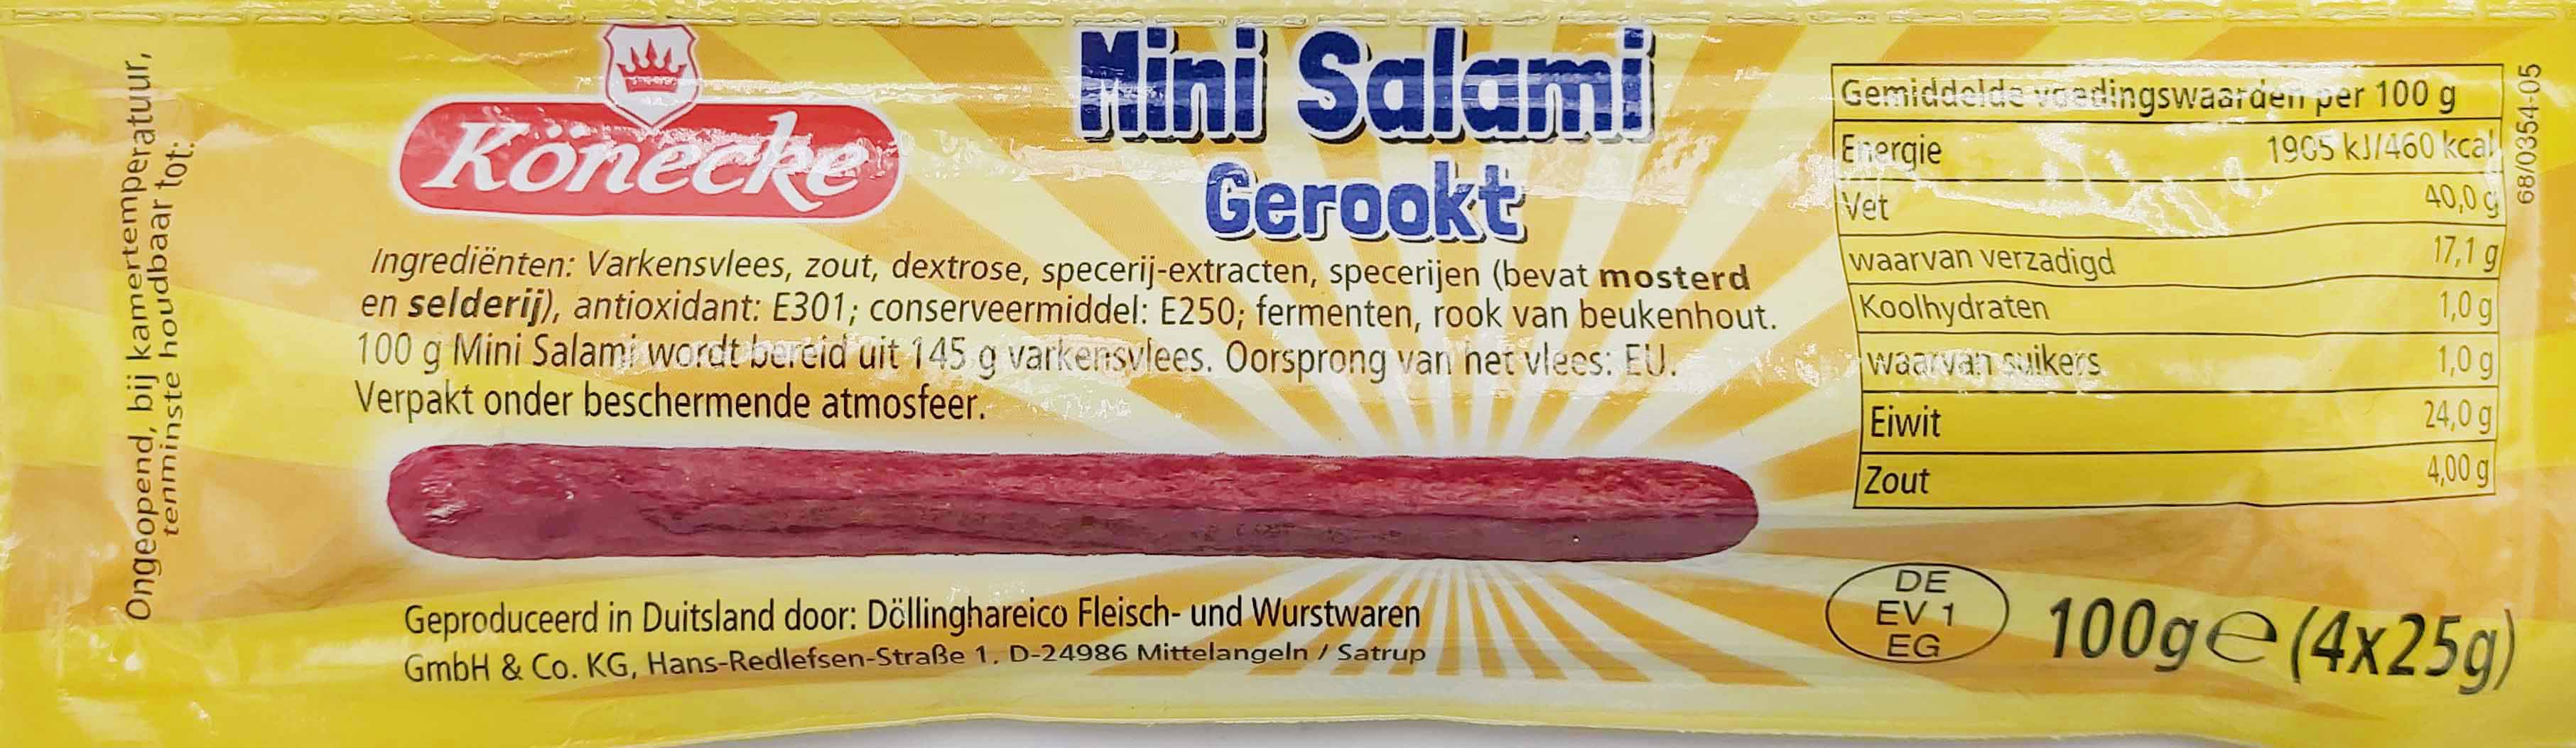 Ongeopend, bij kamertemperatuur,
tenminste houdbaar tot:
Könecke
Mini Salami
Gerookt
Ingrediënten: Varkensvlees, zout, dextrose, specerij-extracten, specerijen (bevat mosterd
en selderij), antioxidant: E301; conserveermiddel: E250; fermenten, rook van beukenhout.
100 g Mini Salami wordt bereid uit 145 g varkensvlees. Oorsprong van het vlees: EU.
Verpakt onder beschermende atmosfeer.
Geproduceerd in Duitsland door: Döllinghareico Fleisch- und Wurstwaren
GmbH & Co. KG, Hans-Redlefsen-Straße 1, D-24986 Mittelangeln / Satrup
Gemiddelde voedingswaarden per 100 g
Energie 1905 kJ/460 kcal
Vet 40,0 g
waarvan verzadigd 17,1 g
Koolhydraten 1,0 g
waarvan suikers 1,0 g
Eiwit 24,0 g
Zout 4,00 g
68/0354-05
DE
EV 1
EG
100g e (4x25g)